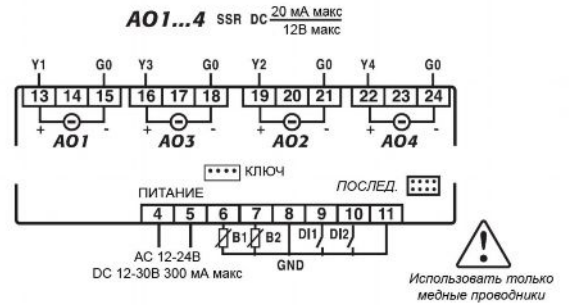 AO1...4 SSR DC 20 мА макс
12В макс
Y1 G0 Y3 G0 Y2 G0 Y4 G0
13 14 15 16 17 18 19 20 21 22 23 24
+ - + - + - + -
AO1 AO3 AO2 AO4
КЛЮЧ
ПИТАНИЕ ПОСЛЕД.
4 5 6 7 8 9 10 11
B1 B2 DI1 DI2
AC 12-24В GND
DC 12-30В 300 мА макс
Использовать только
медные проводники